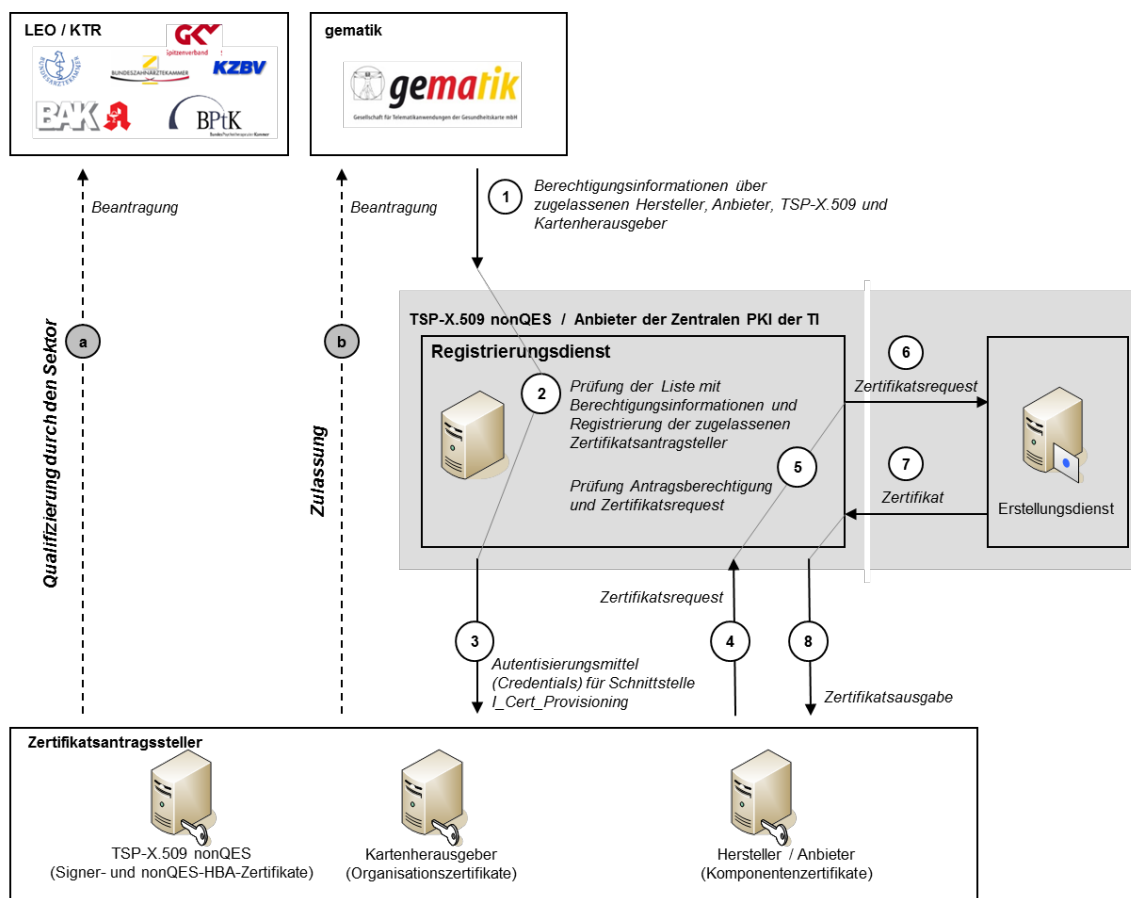 LEO / KTR
GKV
Spitzenverband
BUNDESÄRZTEKAMMER
BUNDESZAHNÄRZTEKAMMER
KZBV
BAK
BPtK
BundesPsychotherapeutenKammer
gematik
gematik
Gesellschaft für Telematikanwendungen der Gesundheitskarte mbH
Beantragung
Beantragung
1
Berechtigungsinformationen über
zugelassenen Hersteller, Anbieter, TSP-X.509 und
Kartenherausgeber
a
Qualifizierung durch den Sektor
b
Zulassung
TSP-X.509 nonQES / Anbieter der Zentralen PKI der TI
Registrierungsdienst
2
Prüfung der Liste mit
Berechtigungsinformationen und
Registrierung der zugelassenen
Zertifikatsantragsteller
5
Prüfung Antragsberechtigung
und Zertifikatsrequest
6
Zertifikatsrequest
7
Zertifikat
Erstellungsdienst
3
Autentisierungsmittel
(Credentials) für Schnittstelle
I_Cert_Provisioning
Zertifikatsrequest
4
8
Zertifikatsausgabe
Zertifikatsantragssteller
TSP-X.509 nonQES
(Signer- und nonQES-HBA-Zertifikate)
Kartenherausgeber
(Organisationszertifikate)
Hersteller / Anbieter
(Komponentenzertifikate)